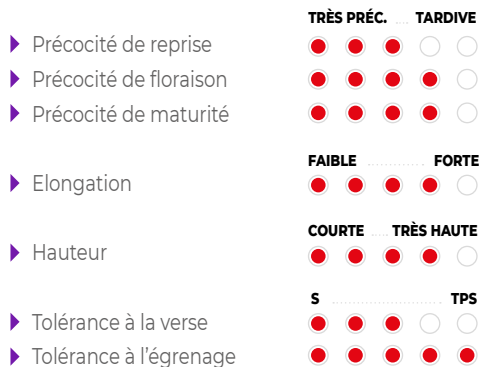 TRÈS PRÉC. ... TARDIVE
Précocité de reprise
Précocité de floraison
Précocité de maturité
FAIBLE ... FORTE
Elongation
COURTE ... TRÈS HAUTE
Hauteur
S ... TPS
Tolérance à la verse
Tolérance à l’égrenage